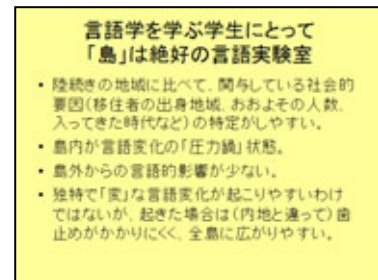 言語学を学ぶ学生にとって
「島」は絶好の言語実験室
• 陸続きの地域に比べて、関与している社会的
要因(移住者の出身地域、おおよその人数、
入ってきた時代など)の特定がしやすい。
• 島内が言語変化の「圧力鍋」状態。
• 島外からの言語的影響が少ない。
• 独特で「変」な言語変化が起こりやすいわけ
ではないが、起きた場合は(内地と違って)歯
止めがかかりにくく、全島に広がりやすい。